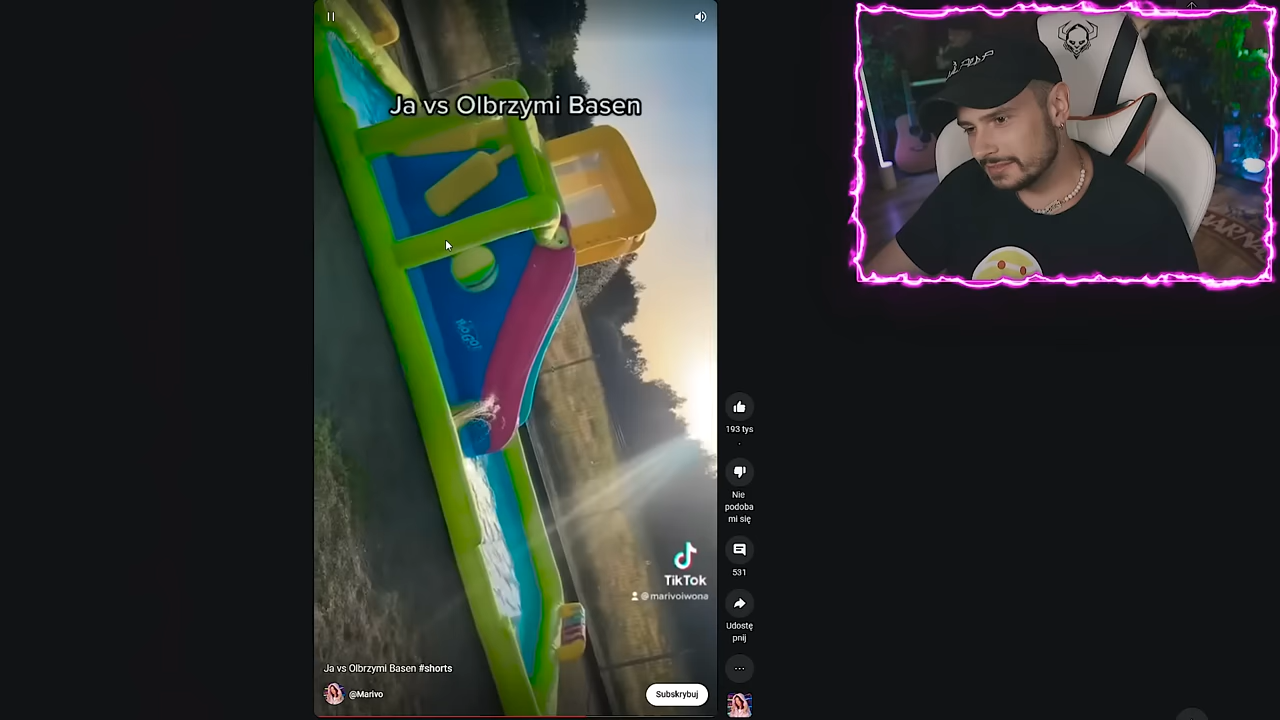 Ja vs Olbrzymi Basen
193 tys
.
Nie
podoba
mi się
531
Udostę
pnij
TikTok
@marivoiwona
Ja vs Olbrzymi Basen #shorts
@Marivo
Subskrybuj